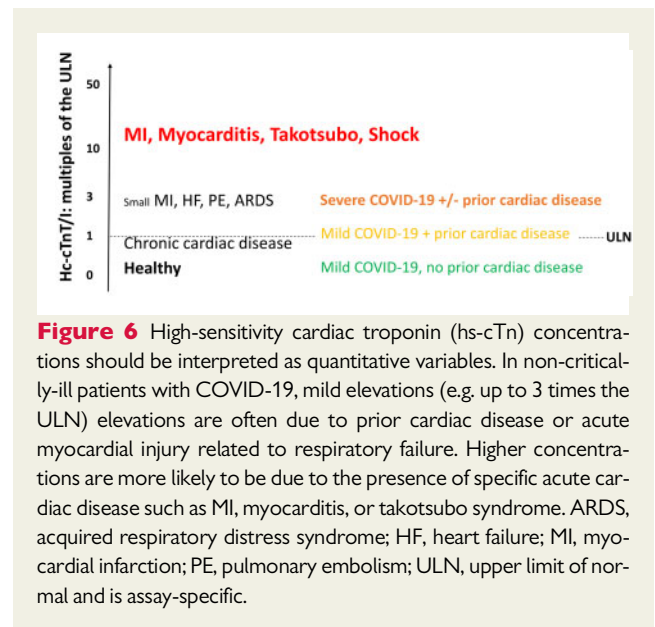 Hc-cTnT/I: multiples of the ULN
50
MI, Myocarditis, Takotsubo, Shock
10
3 Small MI, HF, PE, ARDS Severe COVID-19 +/- prior cardiac disease
1 Mild COVID-19 + prior cardiac disease ULN
Chronic cardiac disease
0 Healthy Mild COVID-19, no prior cardiac disease
Figure 6 High-sensitivity cardiac troponin (hs-cTn) concentra-
tions should be interpreted as quantitative variables. In non-critical-
ly-ill patients with COVID-19, mild elevations (e.g. up to 3 times the
ULN) elevations are often due to prior cardiac disease or acute
myocardial injury related to respiratory failure. Higher concentra-
tions are more likely to be due to the presence of specific acute car-
diac disease such as MI, myocarditis, or takotsubo syndrome. ARDS,
acquired respiratory distress syndrome; HF, heart failure; MI, myo-
cardial infarction; PE, pulmonary embolism; ULN, upper limit of nor-
mal and is assay-specific.